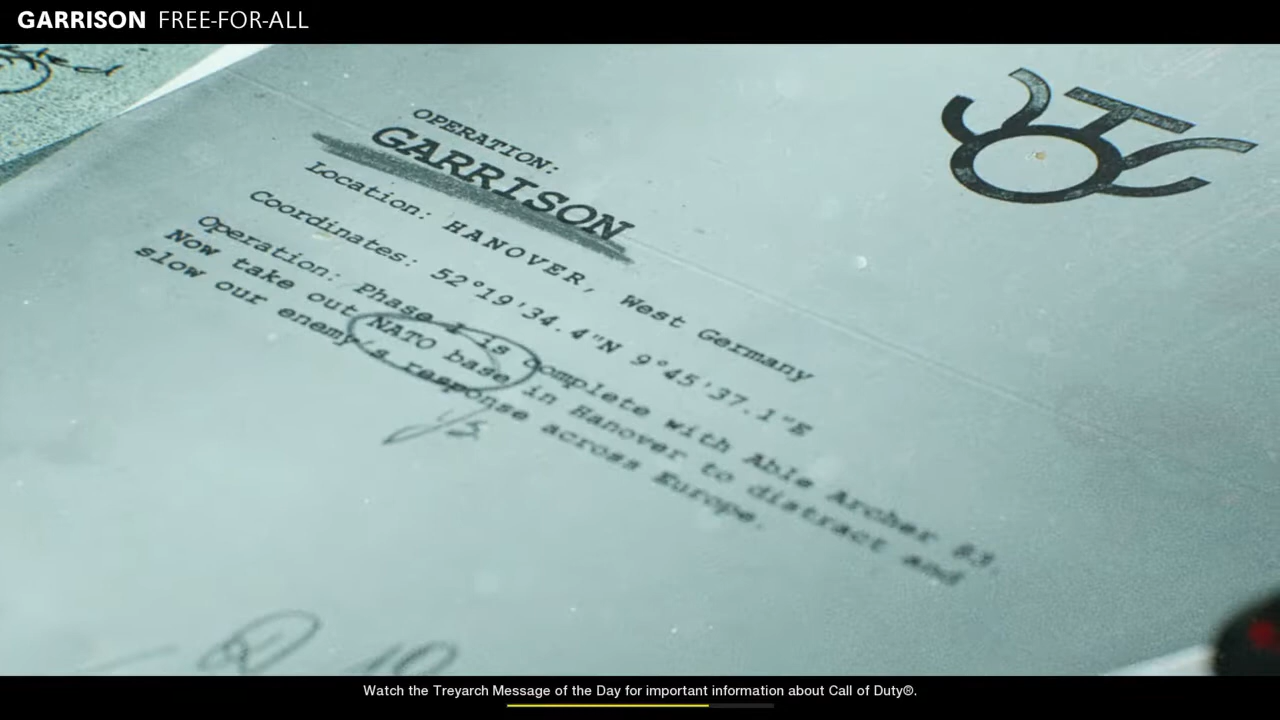 GARRISON FREE-FOR-ALL
OPERATION:
GARRISON
Location: HANOVER, West Germany
Coordinates: 52°19'34.4"N 9°45'37.1"E
Operation: Phase 1 is complete with Able Archer 83.
Now take out NATO base in Hanover to distract and
slow our enemy's response across Europe.
Watch the Treyarch Message of the Day for important information about Call of Duty®.